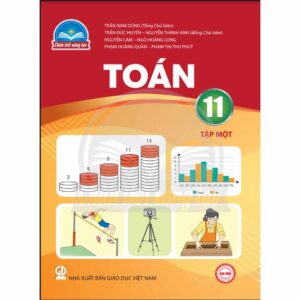 TRẦN NAM DŨNG (Tổng Chủ biên)
TRẦN ĐỨC HUYÊN – NGUYỄN THÀNH ANH (đồng Chủ biên)
NGUYỄN CAM – NGÔ HOÀNG LONG
PHẠM HOÀNG QUÂN – PHẠM THỊ THU THUỶ
Chân trời sáng tạo
TOÁN
11
TẬP MỘT
2
5
8
11
14
NHÀ XUẤT BẢN GIÁO DỤC VIỆT NAM